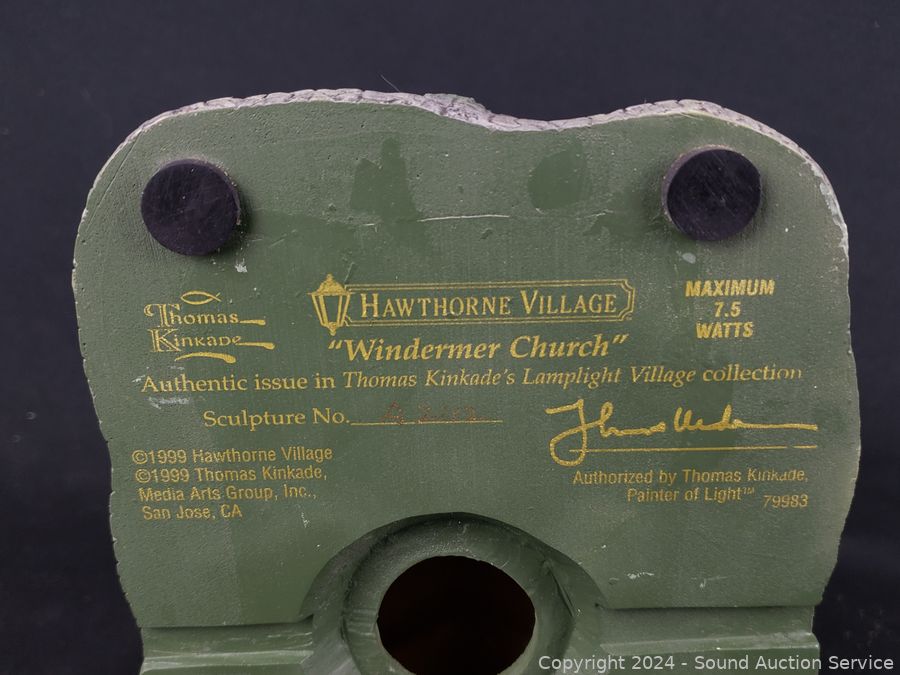 Thomas
Kinkade
HAWTHORNE VILLAGE
MAXIMUM
7.5
WATTS
"Windermer Church"
Authentic issue in Thomas Kinkade's Lamplight Village collection
Sculpture No.
©1999 Hawthorne Village
©1999 Thomas Kinkade,
Media Arts Group, Inc.,
San Jose, CA
Authorized by Thomas Kinkade,
Painter of Light™
79983
Copyright 2024 - Sound Auction Service